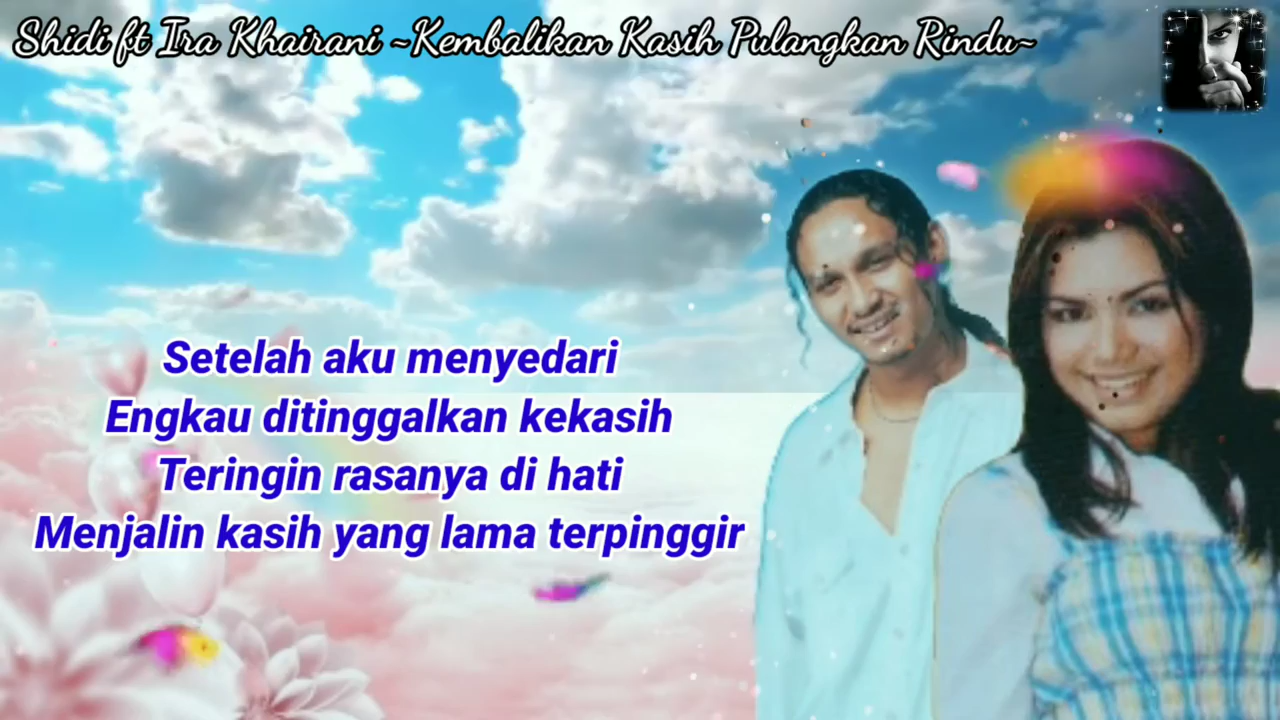 Shidi ft Ira Khairani ~Kembalikan Kasih Pulangkan Rindu~
Setelah aku menyedari
Engkau ditinggalkan kekasih
Teringin rasanya di hati
Menjalin kasih yang lama terpinggir